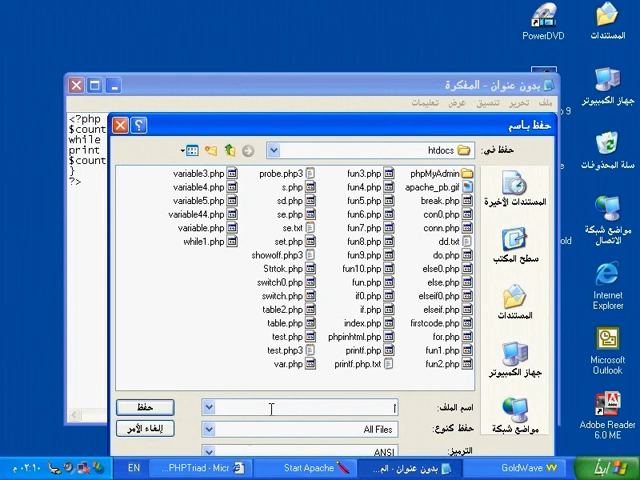 PowerDVD
المستندات
جهاز الكمبيوتر
سلة المحذوفات
مواضع شبكة
الاتصال
Internet
Explorer
Microsoft
Outlook
Adobe Reader
6.0 ME
بدون عنوان - المفكرة
ملف تحرير تنسيق عرض تعليمات
<?php
$count
while
print
$count
}
?>
حفظ باسم
حفظ في: htdocs
المستندات الأخيرة
سطح المكتب
المستندات
جهاز الكمبيوتر
مواضع شبكة
phpMyAdmin
apache_pb.gif
break.php
con0.php
conn.php
dd.txt
do.php
else0.php
else.php
elseif0.php
elseif.php
firstcode.php
for.php
fun1.php
fun2.php
fun3.php
fun4.php
fun5.php
fun6.php
fun7.php
fun8.php
fun9.php
fun10.php
fun.php
if0.php
if.php
index.php
phpinhtml.php
printf.php
printf.php.txt
probe.php3
s.php
sd.php
se.php
se.txt
set.php
showoff.php3
Strtok.php
switch0.php
switch.php
table2.php
table.php
test.php
test.php3
var.php
variable3.php
variable4.php
variable5.php
variable44.php
variable.php
while1.php
اسم الملف:
حفظ
حفظ كنوع: All Files
إلغاء الأمر
الترميز: ANSI
ابدأ
GoldWave
بدون عنوان - الم...
Start Apache
PHPTriad - Micr...
EN
٠٣:١٠ م